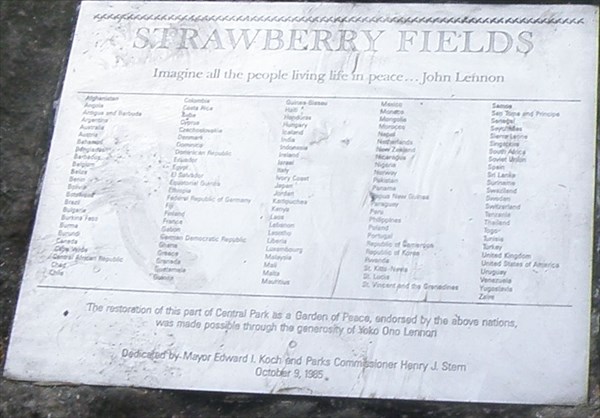 STRAWBERRY FIELDS
Imagine all the people living life in peace... John Lennon
Afghanistan
Angola
Antigua and Barbuda
Argentina
Australia
Austria
Bahamas
Bangladesh
Barbados
Belgium
Belize
Benin
Bolivia
Botswana
Brazil
Bulgaria
Burkina Faso
Burma
Burundi
Canada
Cape Verde
Central African Republic
Chad
Chile
Colombia
Costa Rica
Cuba
Cyprus
Czechoslovakia
Denmark
Dominica
Dominican Republic
Ecuador
Egypt
El Salvador
Equatorial Guinea
Ethiopia
Federal Republic of Germany
Fiji
Finland
France
Gabon
German Democratic Republic
Ghana
Greece
Grenada
Guatemala
Guinea
Guinea-Bissau
Haiti
Honduras
Hungary
Iceland
India
Indonesia
Ireland
Israel
Italy
Ivory Coast
Japan
Jordan
Kampuchea
Kenya
Laos
Lebanon
Lesotho
Liberia
Luxembourg
Malaysia
Mali
Malta
Mauritius
Mexico
Monaco
Mongolia
Morocco
Nepal
Netherlands
New Zealand
Nicaragua
Nigeria
Norway
Pakistan
Panama
Papua New Guinea
Paraguay
Peru
Philippines
Poland
Portugal
Republic of Cameroon
Republic of Korea
Rwanda
St. Kitts-Nevis
St. Lucia
St. Vincent and the Grenadines
Samoa
Sao Tome and Principe
Senegal
Seychelles
Sierra Leone
Singapore
South Africa
Soviet Union
Spain
Sri Lanka
Suriname
Swaziland
Sweden
Switzerland
Tanzania
Thailand
Togo
Tunisia
Turkey
United Kingdom
United States of America
Uruguay
Venezuela
Yugoslavia
Zaire
The restoration of this part of Central Park as a Garden of Peace, endorsed by the above nations,
was made possible through the generosity of Yoko Ono Lennon
Dedicated by Mayor Edward I. Koch and Parks Commissioner Henry J. Stern
October 9, 1985